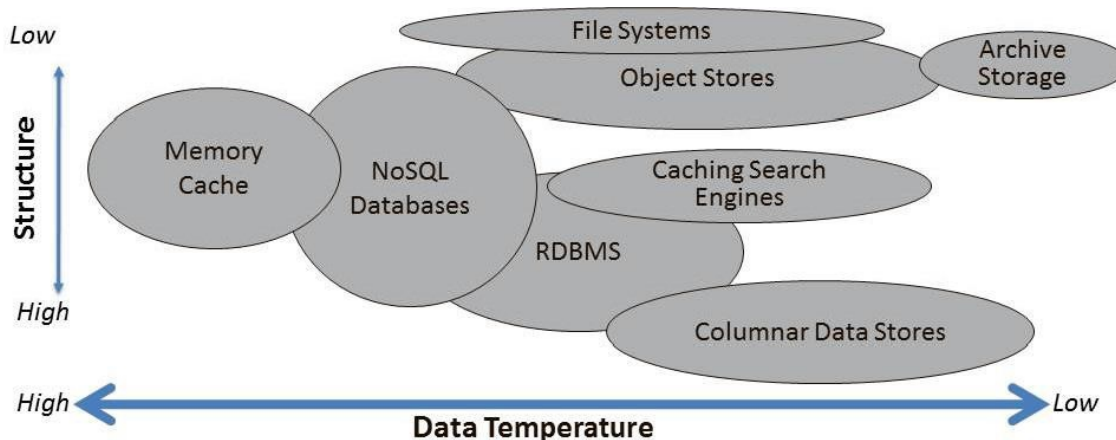 Low
File Systems
Object Stores
Archive
Storage
Structure
Memory
Cache
NoSQL
Databases
Caching Search
Engines
RDBMS
High
Columnar Data Stores
High
Low
Data Temperature